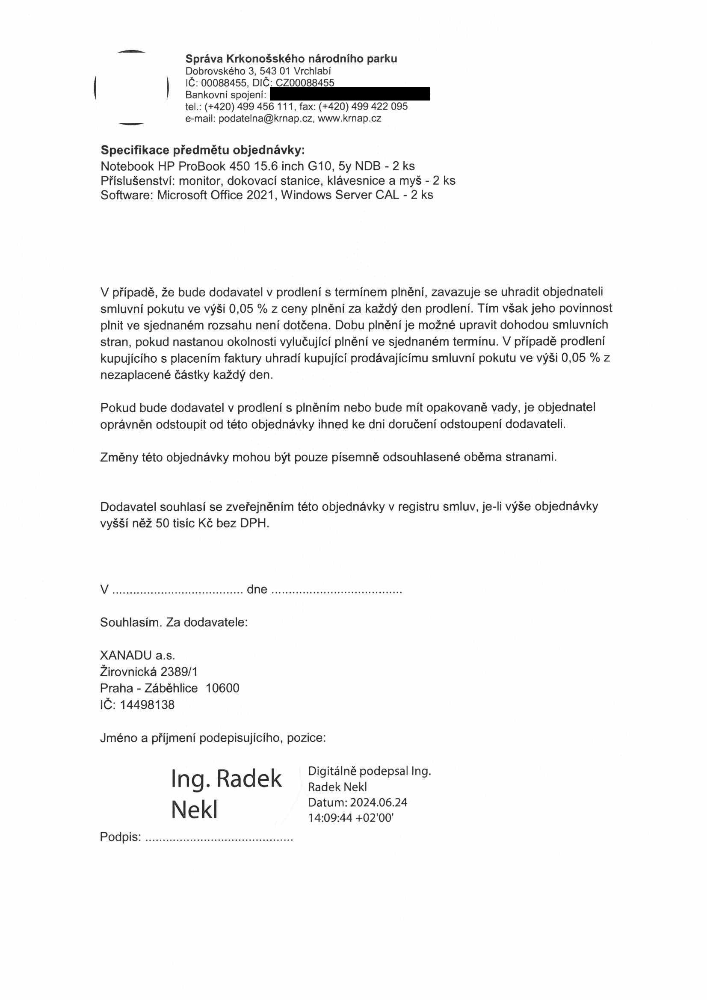 Správa Krkonošského národního parku
Dobrovského 3, 543 01 Vrchlabí
IČ: 00088455, DIČ: CZ00088455
Bankovní spojení:
tel.: (+420) 499 456 111, fax: (+420) 499 422 095
e-mail: podatelna@krnap.cz, www.krnap.cz
Specifikace předmětu objednávky:
Notebook HP ProBook 450 15.6 inch G10, 5y NDB - 2 ks
Příslušenství: monitor, dokovací stanice, klávesnice a myš - 2 ks
Software: Microsoft Office 2021, Windows Server CAL - 2 ks
V případě, že bude dodavatel v prodlení s termínem plnění, zavazuje se uhradit objednateli
smluvní pokutu ve výši 0,05 % z ceny plnění za každý den prodlení. Tím však jeho povinnost
plnit ve sjednaném rozsahu není dotčena. Dobu plnění je možné upravit dohodou smluvních
stran, pokud nastanou okolnosti vylučující plnění ve sjednaném termínu. V případě prodlení
kupujícího s placením faktury uhradí kupující prodávajícímu smluvní pokutu ve výši 0,05 % z
nezaplacené částky každý den.
Pokud bude dodavatel v prodlení s plněním nebo bude mít opakovaně vady, je objednatel
oprávněn odstoupit od této objednávky ihned ke dni doručení odstoupení dodavateli.
Změny této objednávky mohou být pouze písemně odsouhlasené oběma stranami.
Dodavatel souhlasí se zveřejněním této objednávky v registru smluv, je-li výše objednávky
vyšší něž 50 tisíc Kč bez DPH.
V ...................................... dne ......................................
Souhlasím. Za dodavatele:
XANADU a.s.
Žirovnická 2389/1
Praha - Záběhlice  10600
IČ: 14498138
Jméno a příjmení podepisujícího, pozice:
Ing. Radek
Nekl
Digitálně podepsal Ing.
Radek Nekl
Datum: 2024.06.24
14:09:44 +02'00'
Podpis: ...........................................